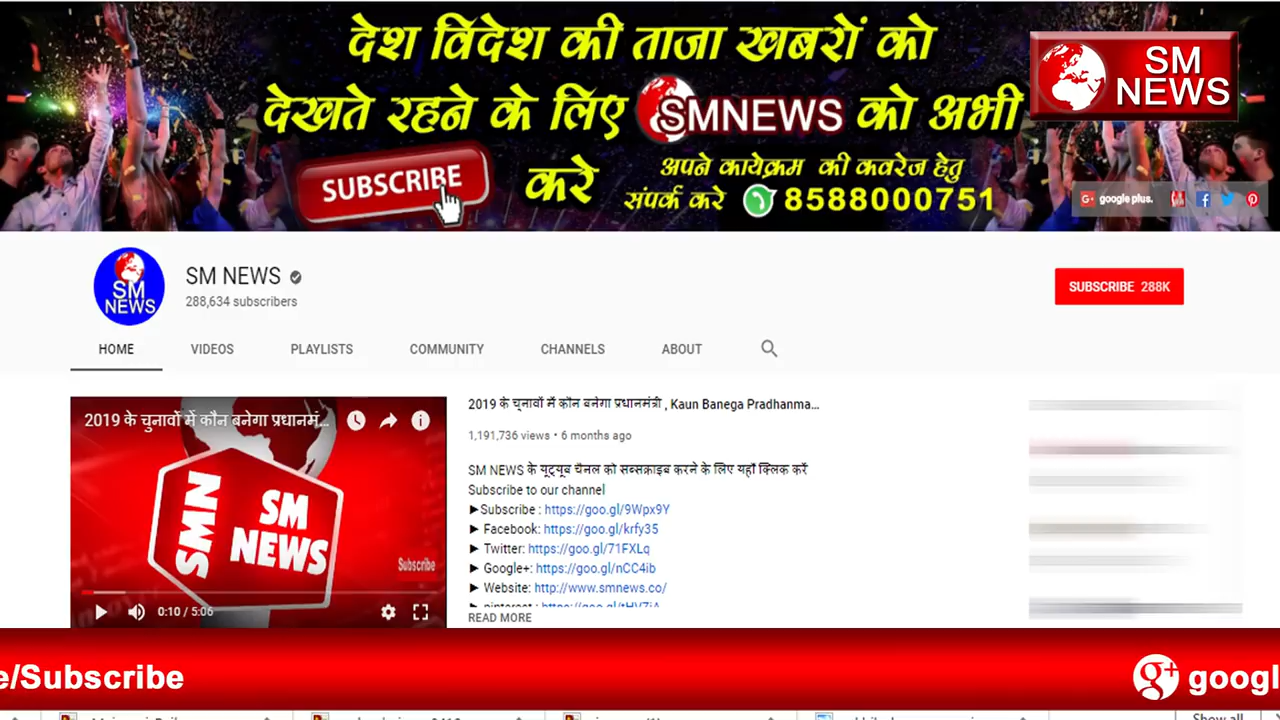 देश विदेश की ताजा खबरों को
देखते रहने के लिए SMNEWS को अभी
SUBSCRIBE करे
अपने कार्यक्रम की कवरेज हेतु
संपर्क करे 8588000751
SM
NEWS
google plus.
SM
NEWS
SM NEWS
288,634 subscribers
SUBSCRIBE 288K
HOME VIDEOS PLAYLISTS COMMUNITY CHANNELS ABOUT
2019 के चुनावों में कौन बनेगा प्रधानमं...
SMN
SM
NEWS
Subscribe
0:10 / 5:06
2019 के चुनावों में कौन बनेगा प्रधानमंत्री , Kaun Banega Pradhanma...
1,191,736 views • 6 months ago
SM NEWS के यूट्यूब चैनल को सब्सक्राइब करने के लिए यहाँ क्लिक करें
Subscribe to our channel
►Subscribe : https://goo.gl/9Wpx9Y
► Facebook: https://goo.gl/krfy35
► Twitter: https://goo.gl/71FXLq
► Google+: https://goo.gl/nCC4ib
► Website: http://www.smnews.co/
READ MORE
e/Subscribe
g+ googl
Show all